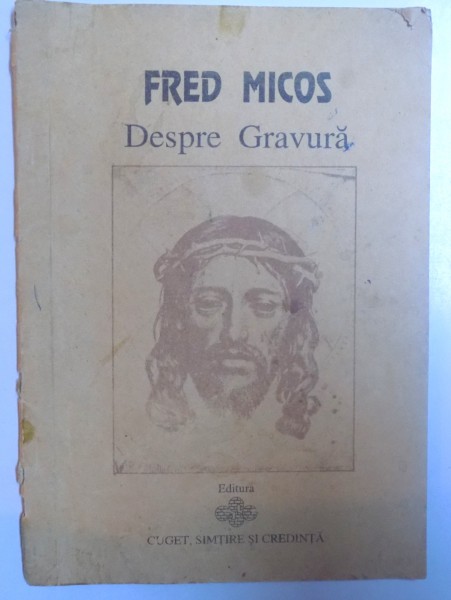 FRED MICOS
Despre Gravură
Editura
CUGET, SIMȚIRE ȘI CREDINȚĂ